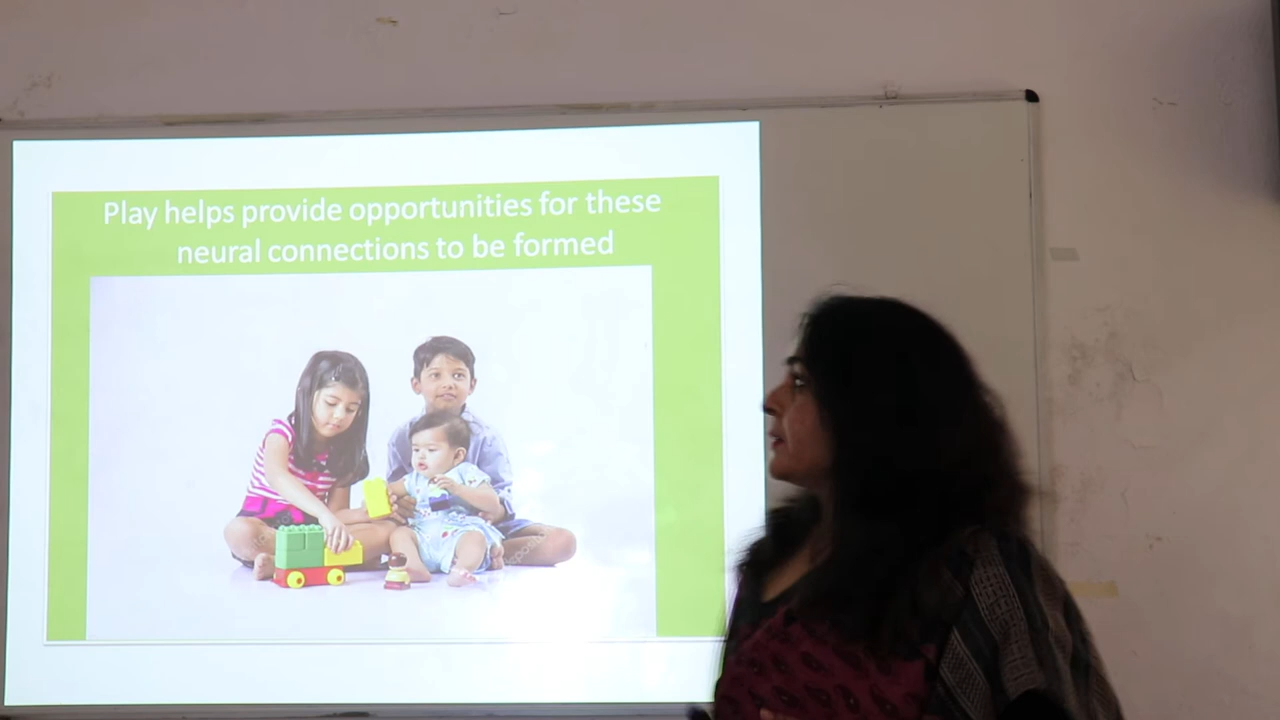 Play helps provide opportunities for these
neural connections to be formed